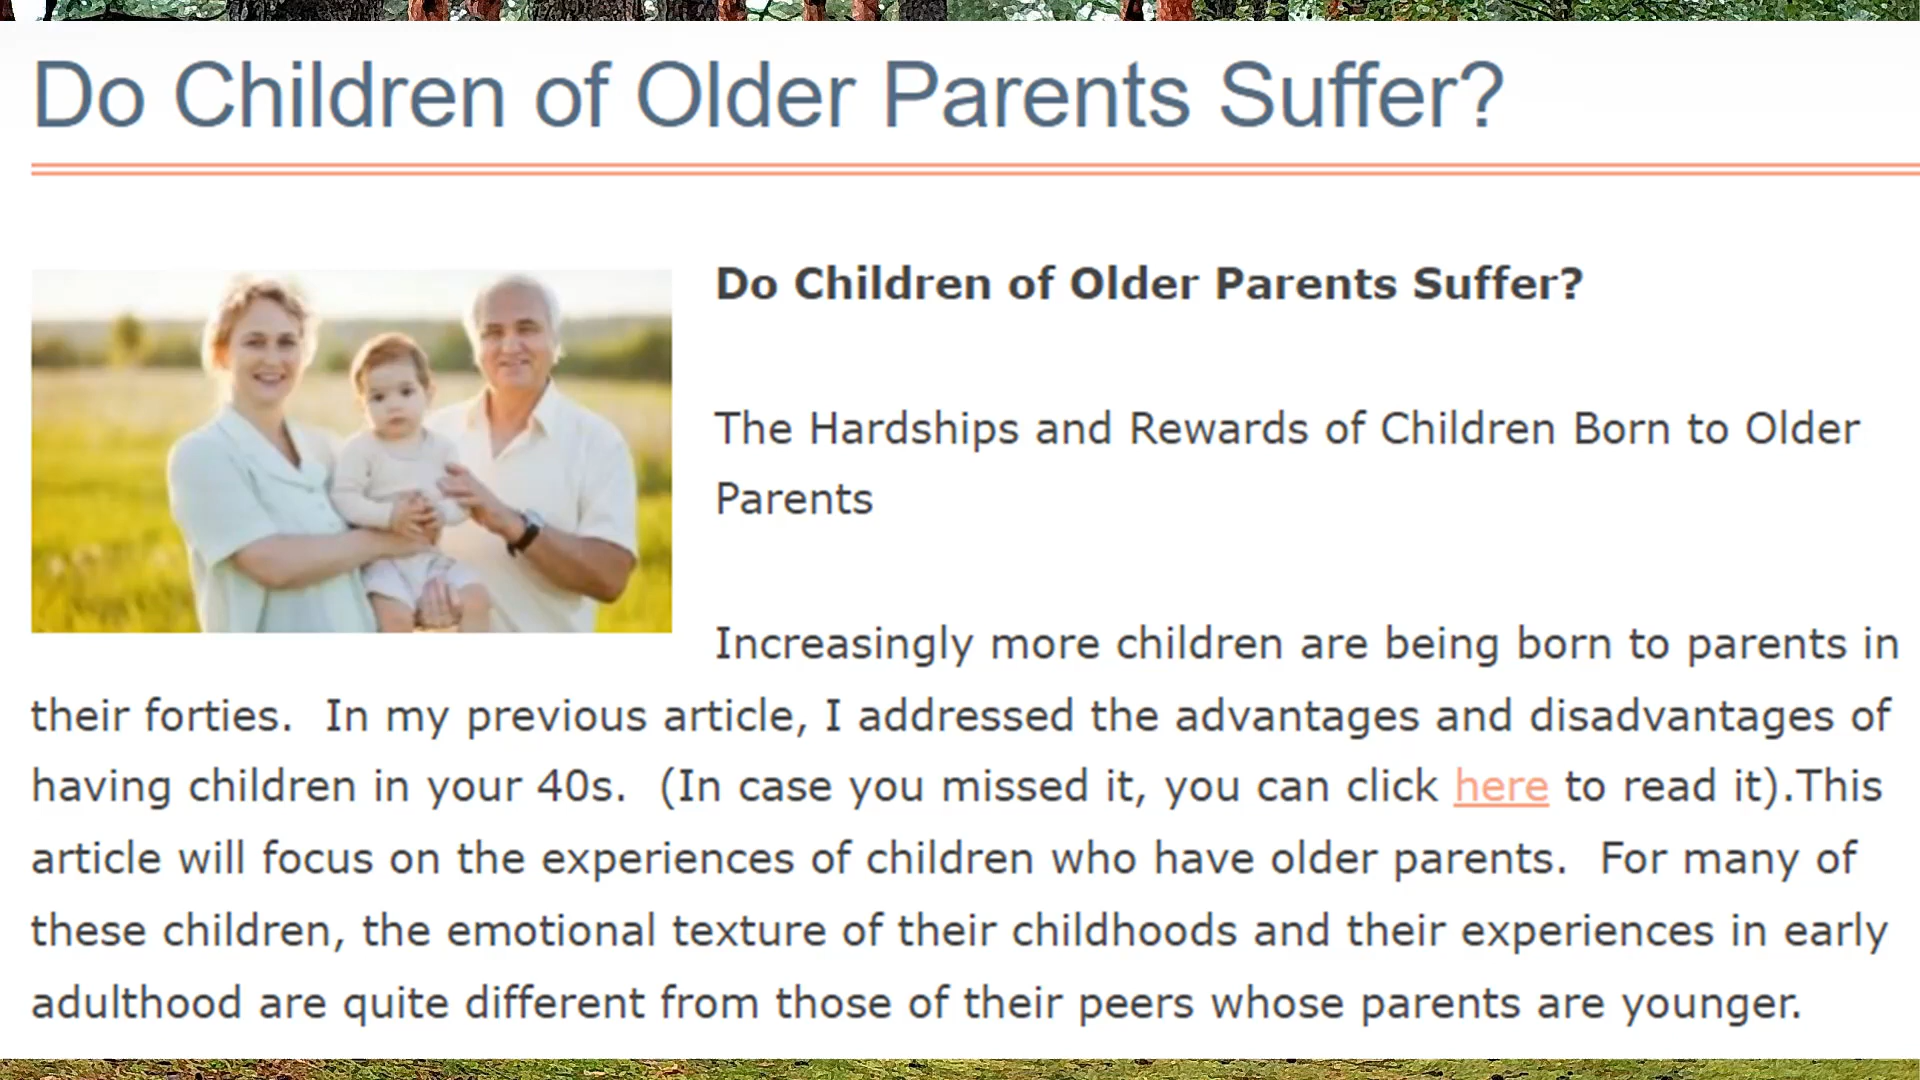 Do Children of Older Parents Suffer?
Do Children of Older Parents Suffer?
The Hardships and Rewards of Children Born to Older
Parents
Increasingly more children are being born to parents in
their forties.  In my previous article, I addressed the advantages and disadvantages of
having children in your 40s.  (In case you missed it, you can click here to read it).This
article will focus on the experiences of children who have older parents.  For many of
these children, the emotional texture of their childhoods and their experiences in early
adulthood are quite different from those of their peers whose parents are younger.